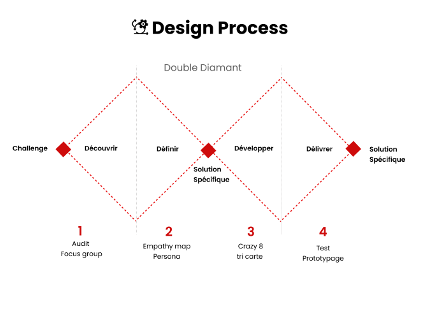 Design Process
Double Diamant
Challenge
Découvrir
Définir
Développer
Délivrer
Solution
Spécifique
Solution
Spécifique
1
Audit
Focus group
2
Empathy map
Persona
3
Crazy 8
tri carte
4
Test
Prototypage